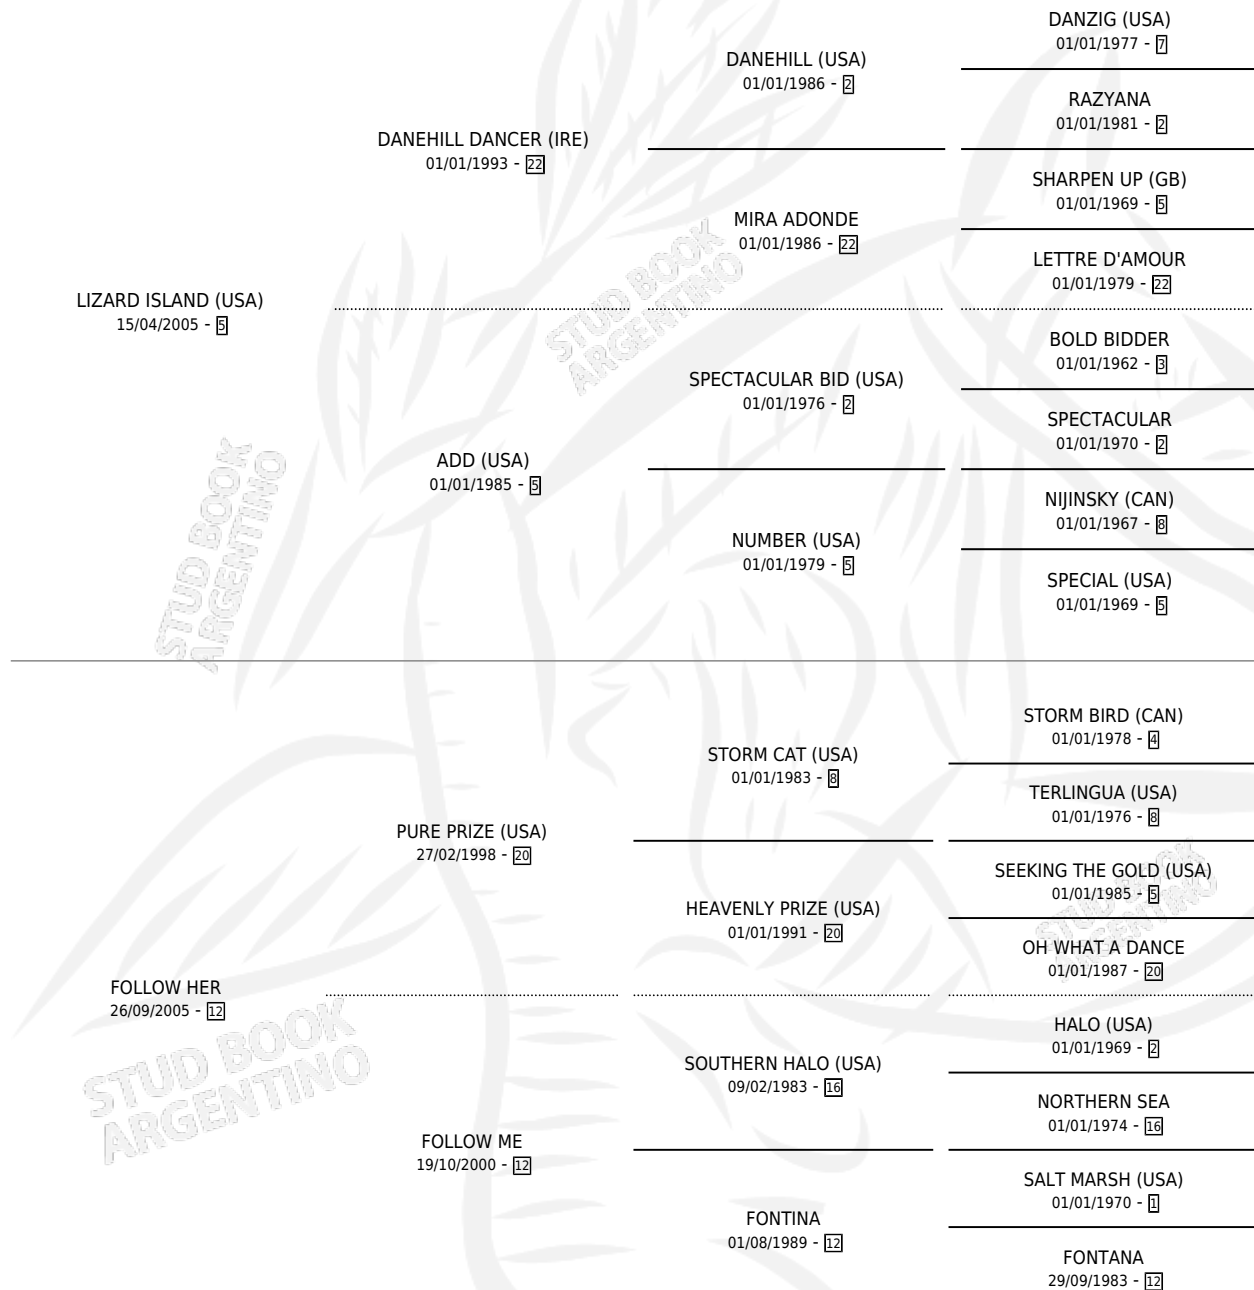 DANZIG (USA)
01/01/1977 - 7
DANEHILL (USA)
01/01/1986 - 2
RAZYANA
01/01/1981 - 2
DANEHILL DANCER (IRE)
01/01/1993 - 22
SHARPEN UP (GB)
01/01/1969 - 5
MIRA ADONDE
01/01/1986 - 22
LETTRE D'AMOUR
01/01/1979 - 22
LIZARD ISLAND (USA)
15/04/2005 - 5
BOLD BIDDER
01/01/1962 - 3
SPECTACULAR BID (USA)
01/01/1976 - 2
SPECTACULAR
01/01/1970 - 2
ADD (USA)
01/01/1985 - 5
NIJINSKY (CAN)
01/01/1967 - 8
NUMBER (USA)
01/01/1979 - 5
SPECIAL (USA)
01/01/1969 - 5
STORM BIRD (CAN)
01/01/1978 - 4
STORM CAT (USA)
01/01/1983 - 8
TERLINGUA (USA)
01/01/1976 - 8
PURE PRIZE (USA)
27/02/1998 - 20
SEEKING THE GOLD (USA)
01/01/1985 - 5
HEAVENLY PRIZE (USA)
01/01/1991 - 20
OH WHAT A DANCE
01/01/1987 - 20
FOLLOW HER
26/09/2005 - 12
HALO (USA)
01/01/1969 - 2
SOUTHERN HALO (USA)
09/02/1983 - 16
NORTHERN SEA
01/01/1974 - 16
FOLLOW ME
19/10/2000 - 12
SALT MARSH (USA)
01/01/1970 - 1
FONTINA
01/08/1989 - 12
FONTANA
29/09/1983 - 12
STUD BOOK
ARGENTINO
STUD BOOK
ARGENTINO
STUD BOOK
ARGENTINO
STUD BOOK
ARGENTINO